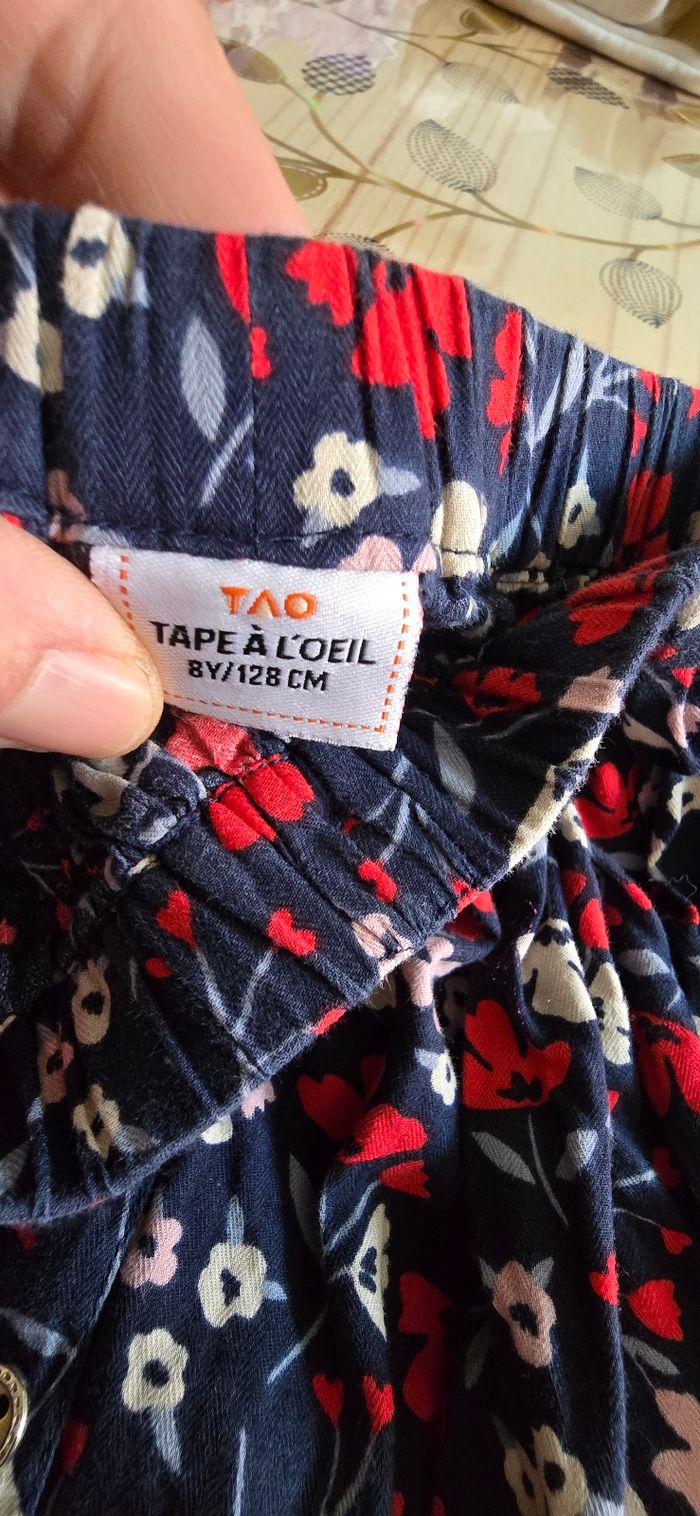 TAO
TAPE À L'OEIL
8Y/128 CM